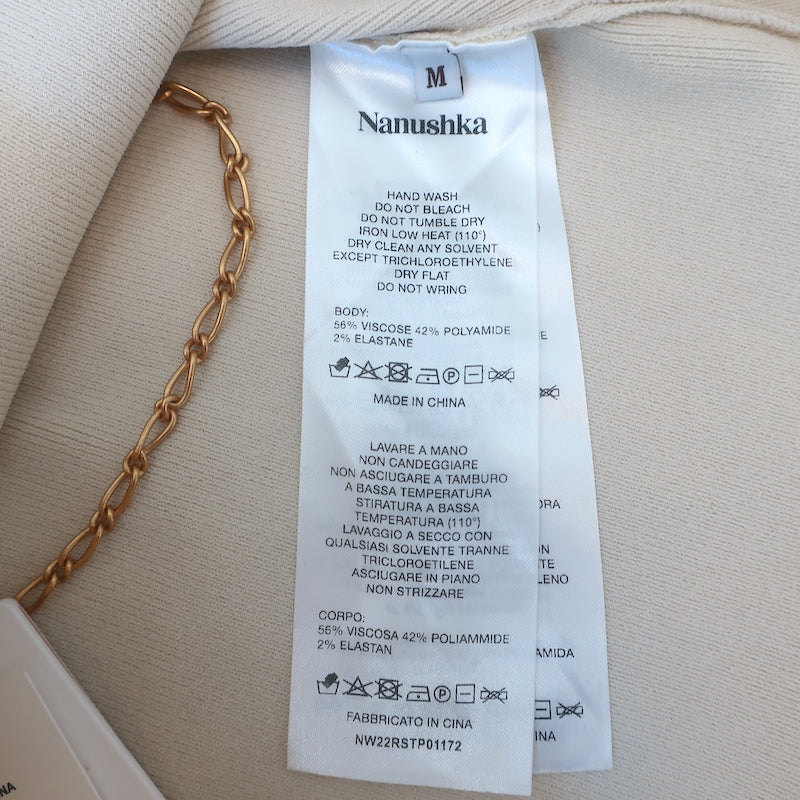 M
Nanushka
HAND WASH
DO NOT BLEACH
DO NOT TUMBLE DRY
IRON LOW HEAT (110°)
DRY CLEAN ANY SOLVENT
EXCEPT TRICHLOROETHYLENE
DRY FLAT
DO NOT WRING
BODY:
56% VISCOSE 42% POLYAMIDE
2% ELASTANE
P
MADE IN CHINA
LAVARE A MANO
NON CANDEGGIARE
NON ASCIUGARE A TAMBURO
A BASSA TEMPERATURA
STIRATURA A BASSA
TEMPERATURA (110°)
LAVAGGIO A SECCO CON
QUALSIASI SOLVENTE TRANNE
TRICLOROETILENE
ASCIUGARE IN PIANO
NON STRIZZARE
CORPO:
56% VISCOSA 42% POLIAMMIDE
2% ELASTAN
P
FABBRICATO IN CINA
NW22RSTP01172